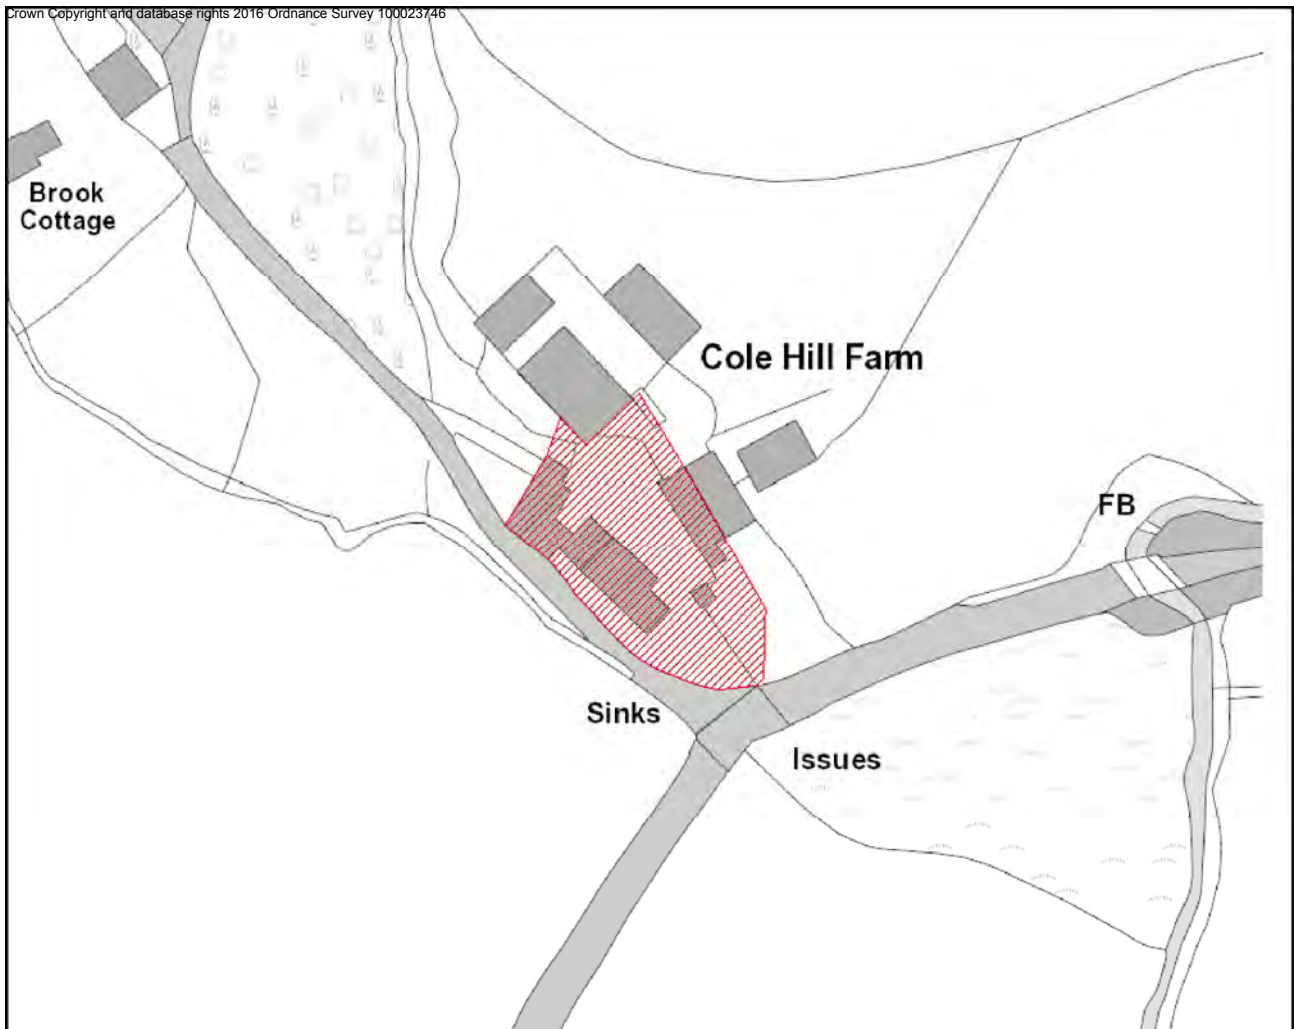 Crown Copyright and database rights 2016 Ordnance Survey 100023746
Brook
Cottage
Cole Hill Farm
FB
Sinks
Issues